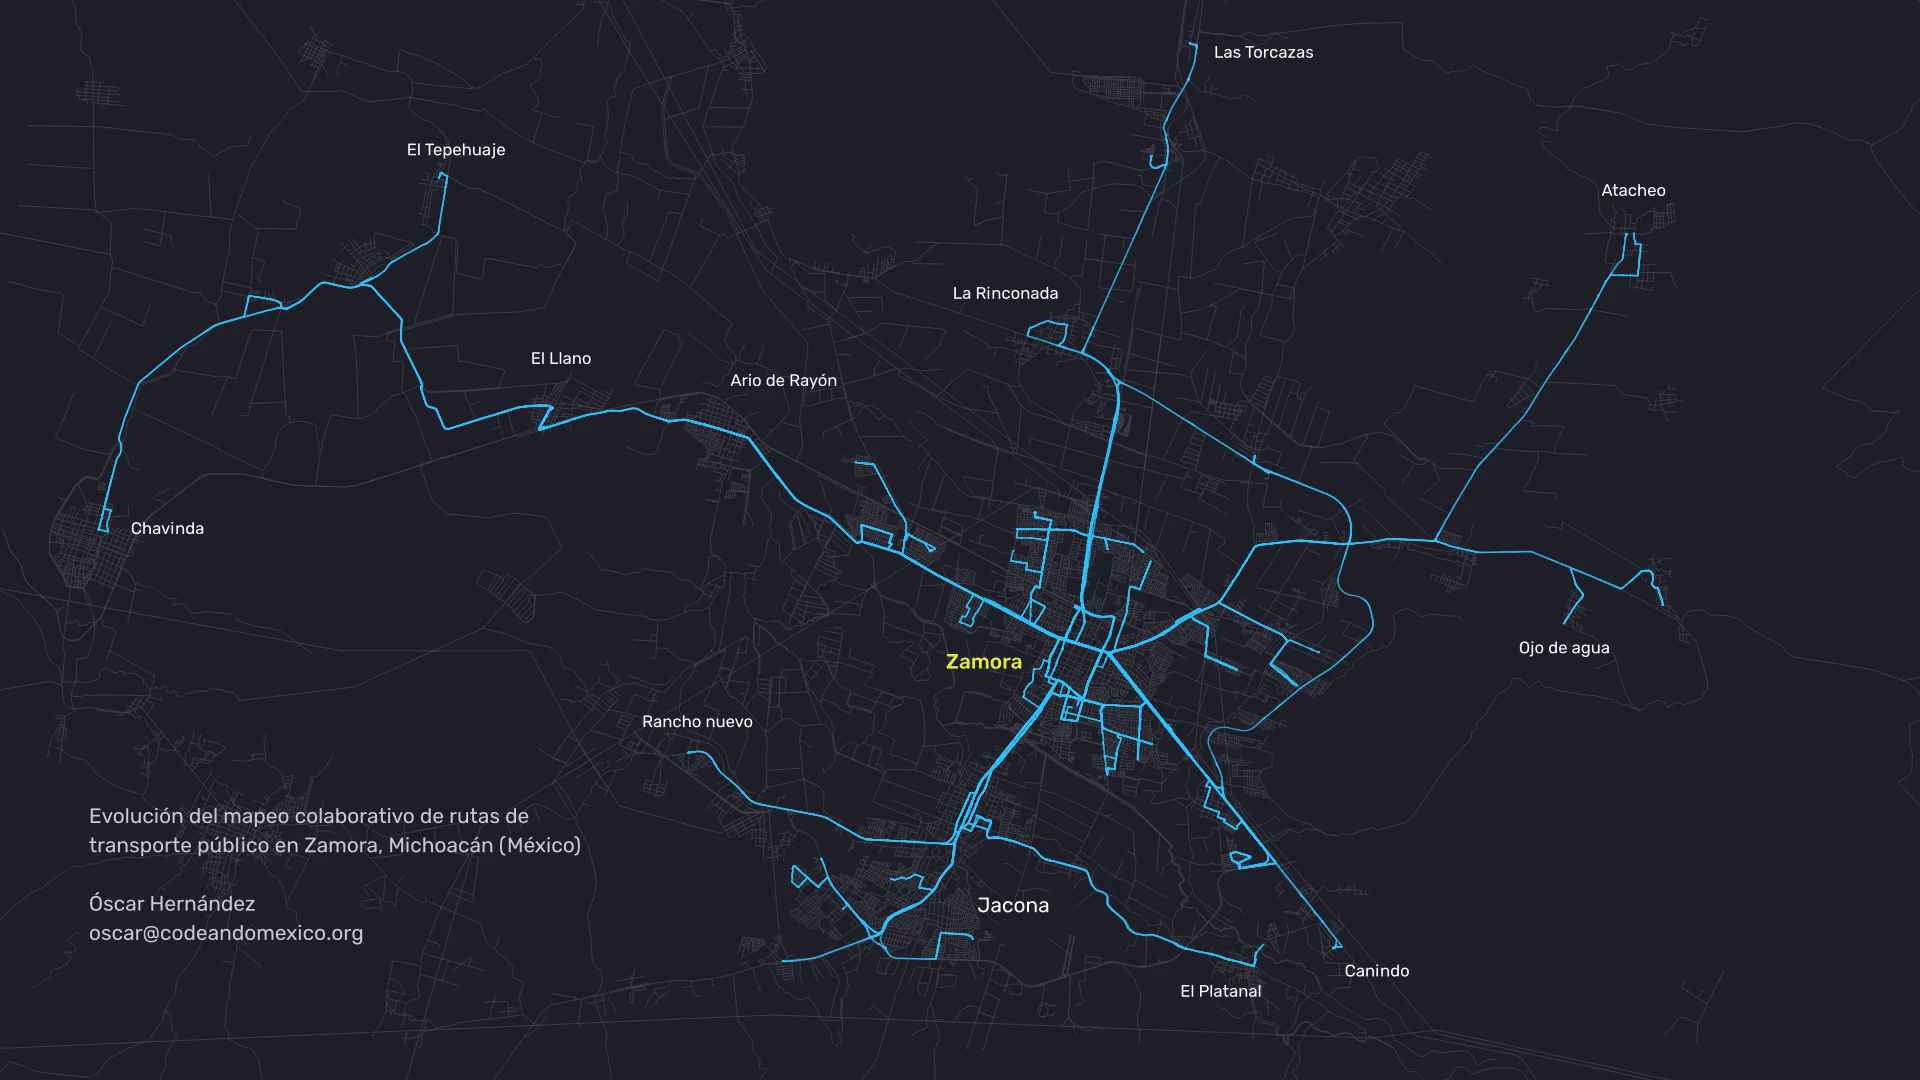 Las Torcazas
El Tepehuaje
Atacheo
La Rinconada
El Llano
Ario de Rayón
Chavinda
Ojo de agua
Zamora
Rancho nuevo
Evolución del mapeo colaborativo de rutas de
transporte público en Zamora, Michoacán (México)
Óscar Hernández
oscar@codeandomexico.org
Jacona
Canindo
El Platanal